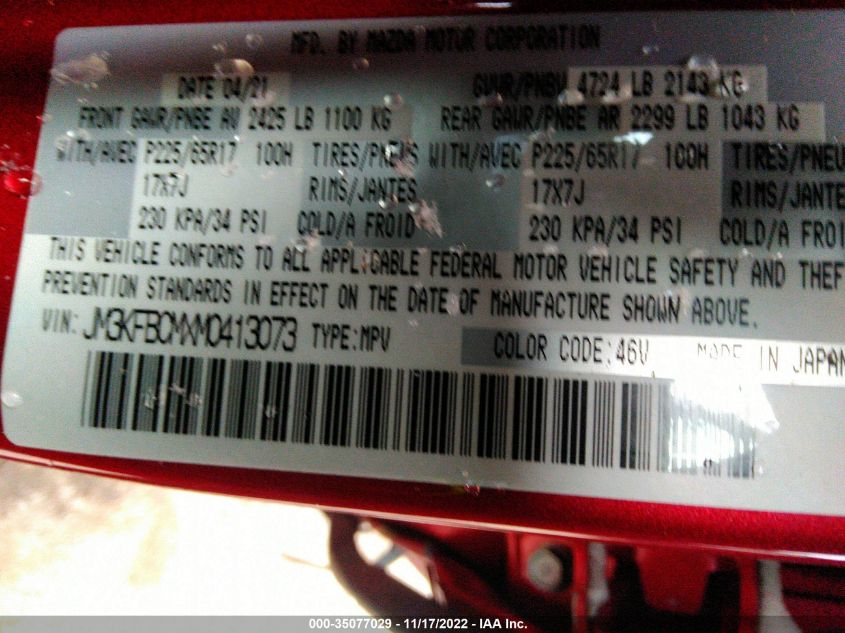 MFD. BY MAZDA MOTOR CORPORATION
DATE 04/21 GVWR/PNBV 4724 LB 2143 KG
FRONT GAWR/PNBE AV 2425 LB 1100 KG REAR GAWR/PNBE AR 2299 LB 1043 KG
WITH/AVEC P225/65R17 100H TIRES/PNEUS WITH/AVEC P225/65R17 100H TIRES/PNEU
17X7J RIMS/JANTES 17X7J RIMS/JANTES
230 KPA/34 PSI COLD/A FROID 230 KPA/34 PSI COLD/A FROI
THIS VEHICLE CONFORMS TO ALL APPLICABLE FEDERAL MOTOR VEHICLE SAFETY AND THEF
PREVENTION STANDARDS IN EFFECT ON THE DATE OF MANUFACTURE SHOWN ABOVE.
VIN: JM3KFBCMXM0413073 TYPE:MPV COLOR CODE:46V MADE IN JAPAN
000-35077029 - 11/17/2022 - IAA Inc.